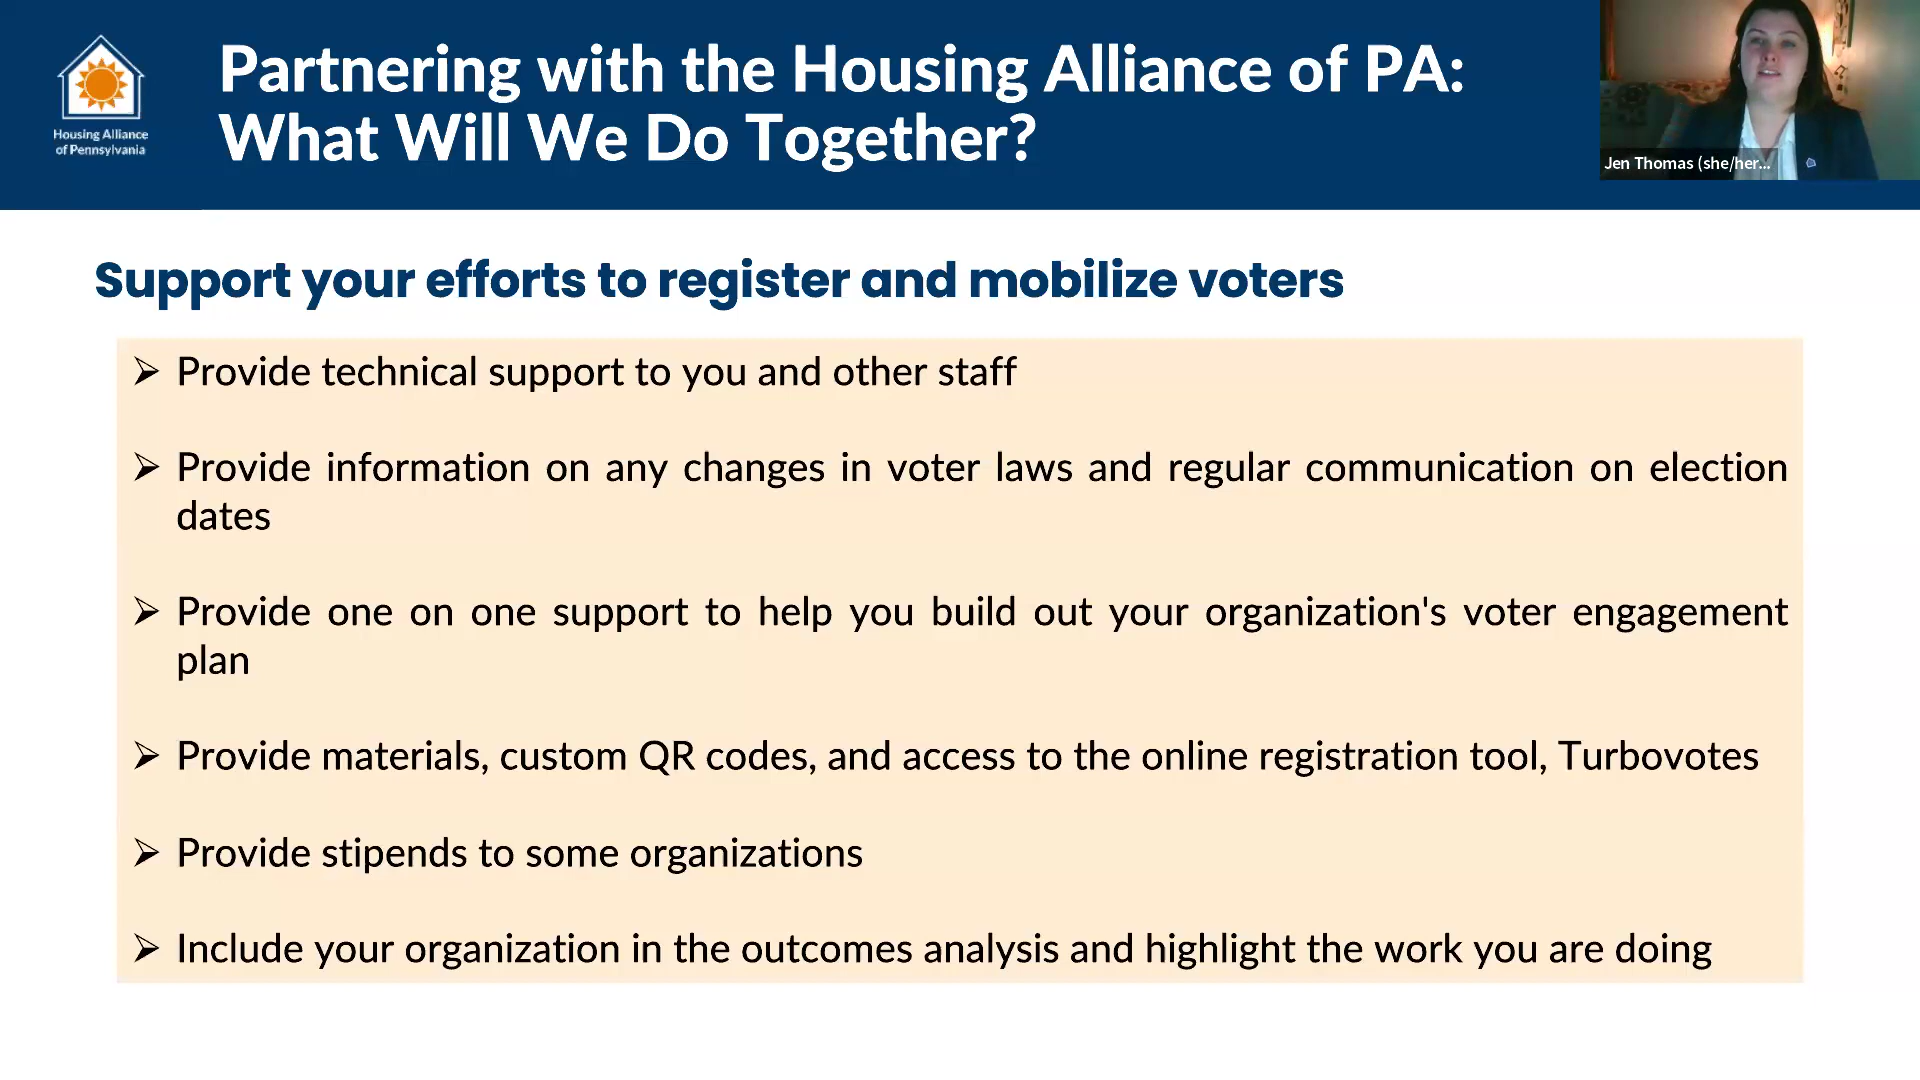 Housing Alliance
of Pennsylvania
Partnering with the Housing Alliance of PA:
What Will We Do Together?
Jen Thomas (she/her...
Support your efforts to register and mobilize voters
➢ Provide technical support to you and other staff
➢ Provide information on any changes in voter laws and regular communication on election
dates
➢ Provide one on one support to help you build out your organization's voter engagement
plan
➢ Provide materials, custom QR codes, and access to the online registration tool, Turbovotes
➢ Provide stipends to some organizations
➢ Include your organization in the outcomes analysis and highlight the work you are doing